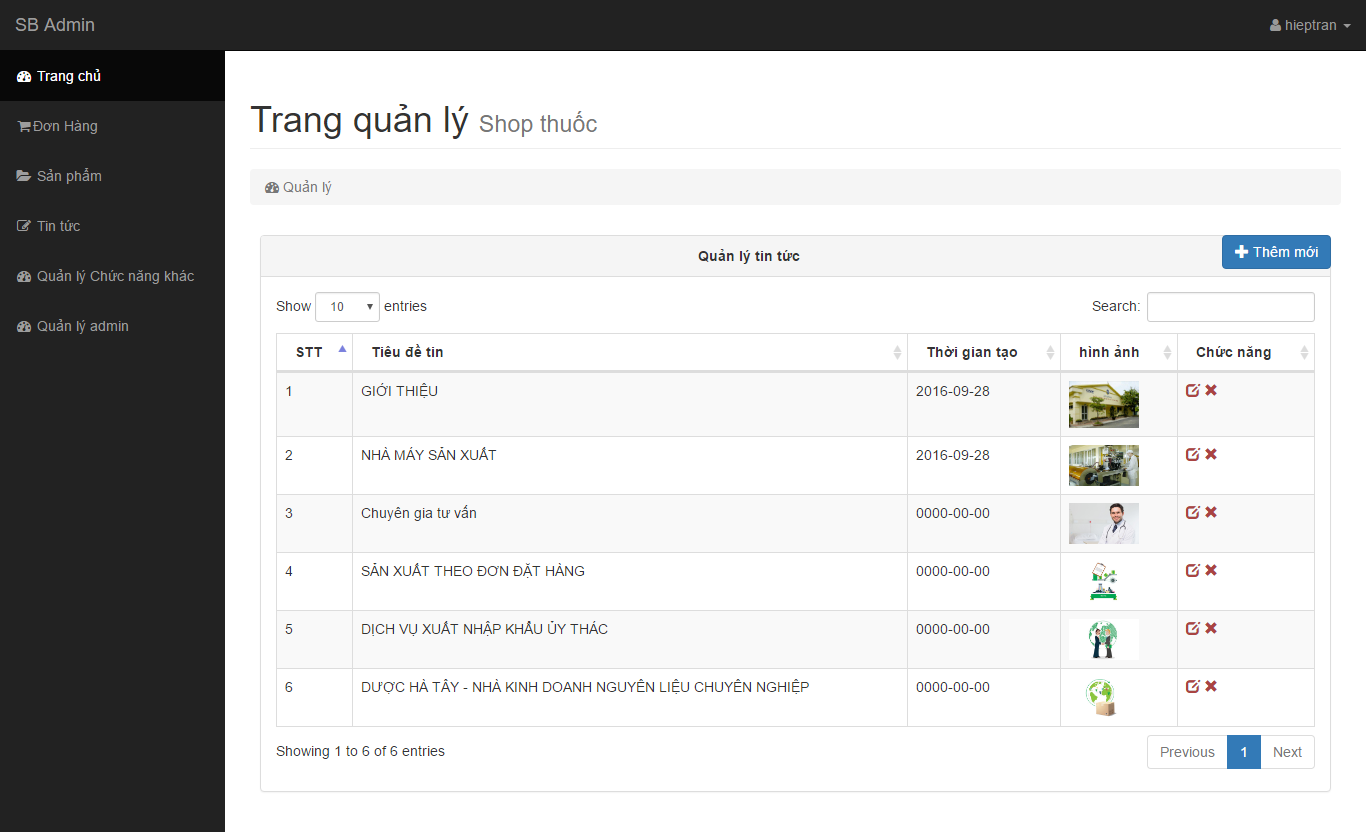 SB Admin
hieptran
Trang chủ
Đơn Hàng
Sản phẩm
Tin tức
Quản lý Chức năng khác
Quản lý admin
Trang quản lý Shop thuốc
Quản lý
Quản lý tin tức
Thêm mới
Show 10 entries
Search:
STT Tiêu đề tin Thời gian tạo hình ảnh Chức năng
1 GIỚI THIỆU 2016-09-28
2 NHÀ MÁY SẢN XUẤT 2016-09-28
3 Chuyên gia tư vấn 0000-00-00
4 SẢN XUẤT THEO ĐƠN ĐẶT HÀNG 0000-00-00
5 DỊCH VỤ XUẤT NHẬP KHẨU ỦY THÁC 0000-00-00
6 DƯỢC HÀ TÂY - NHÀ KINH DOANH NGUYÊN LIỆU CHUYÊN NGHIỆP 0000-00-00
Showing 1 to 6 of 6 entries
Previous 1 Next